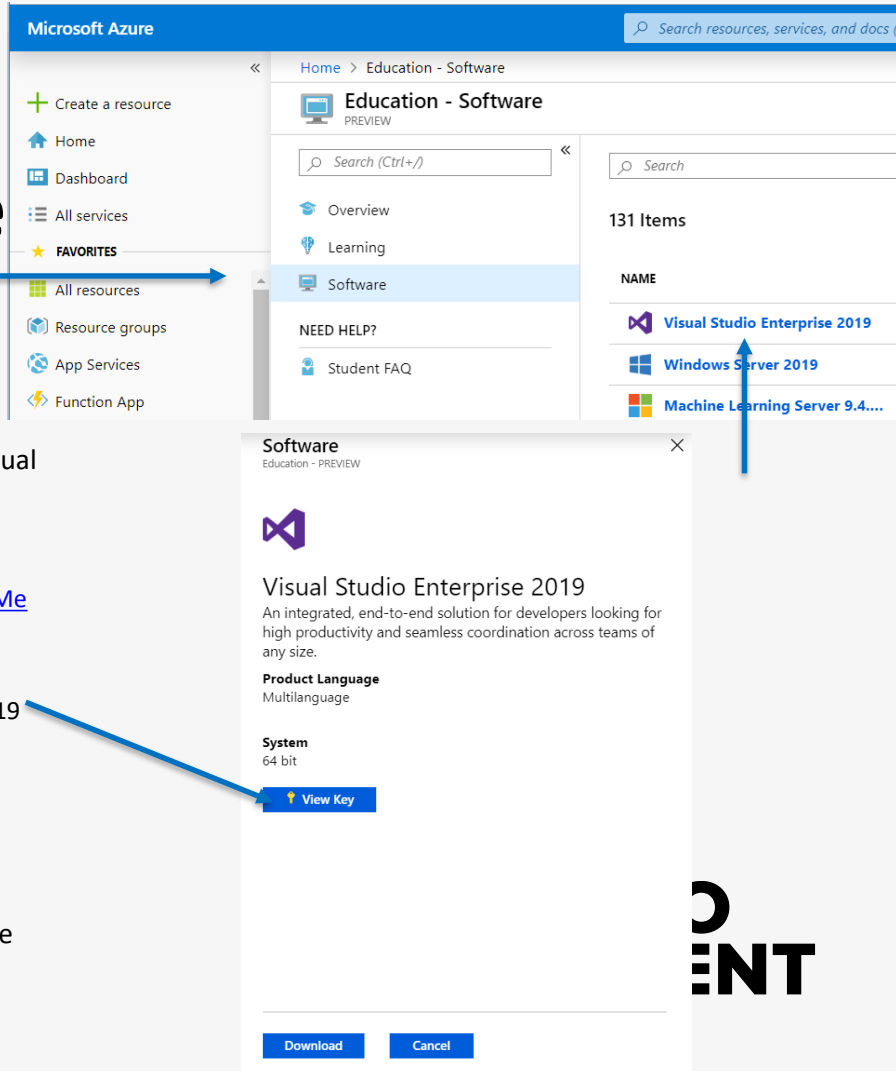 Microsoft Azure
Search resources, services, and docs (
«
Home > Education - Software
Create a resource
Home
Dashboard
All services
FAVORITES
All resources
Resource groups
App Services
Function App
Education - Software
PREVIEW
Search (Ctrl+/)
«
Overview
Learning
Software
NEED HELP?
Student FAQ
Search
131 Items
NAME
Visual Studio Enterprise 2019
Windows Server 2019
Machine Learning Server 9.4....
e
ual
Me
19
e
Software
Education - PREVIEW
Visual Studio Enterprise 2019
An integrated, end-to-end solution for developers looking for
high productivity and seamless coordination across teams of
any size.
Product Language
Multilanguage
System
64 bit
View Key
Download
Cancel
O
ENT